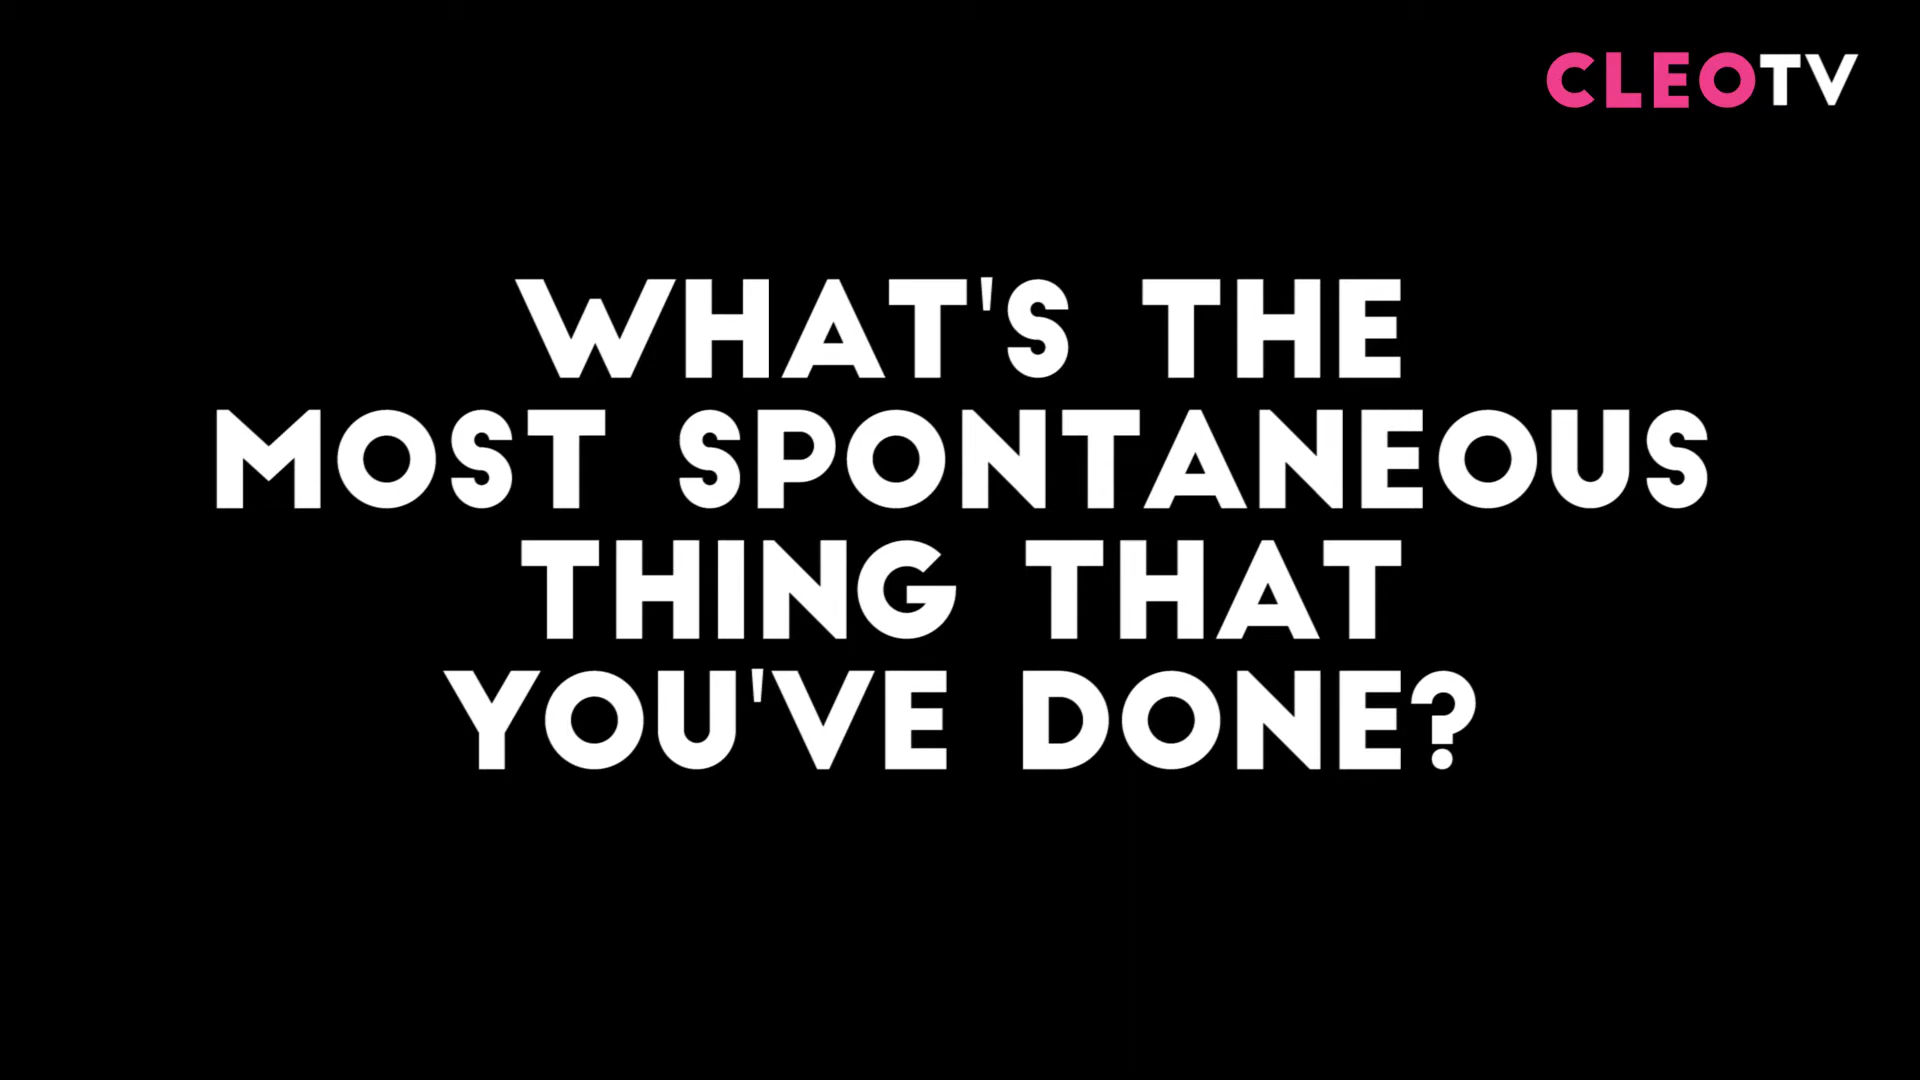 CLEOTV
WHAT'S THE
MOST SPONTANEOUS
THING THAT
YOU'VE DONE?